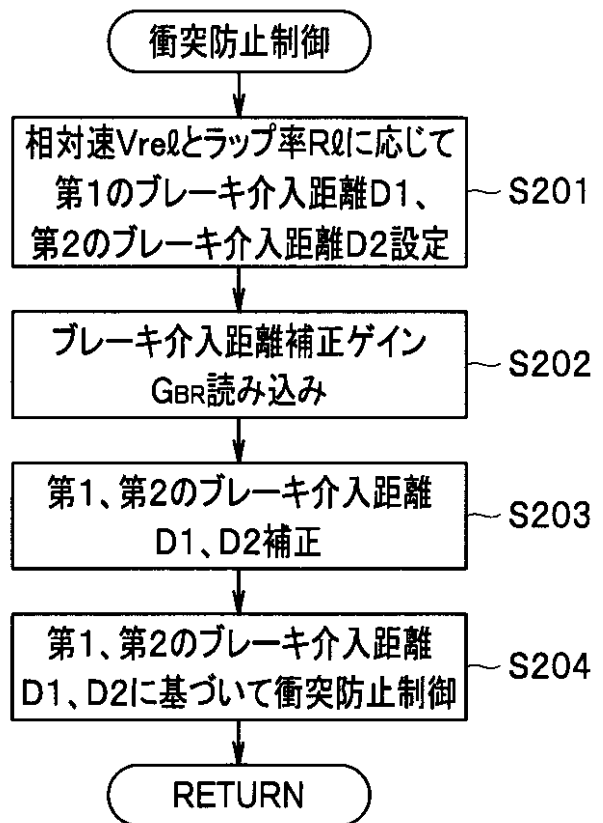 衝突防止制御
相対速Vrelとラップ率Rlに応じて
第1のブレーキ介入距離D1、
第2のブレーキ介入距離D2設定
S201
ブレーキ介入距離補正ゲイン
GBR読み込み
S202
第1、第2のブレーキ介入距離
D1、D2補正
S203
第1、第2のブレーキ介入距離
D1、D2に基づいて衝突防止制御
S204
RETURN